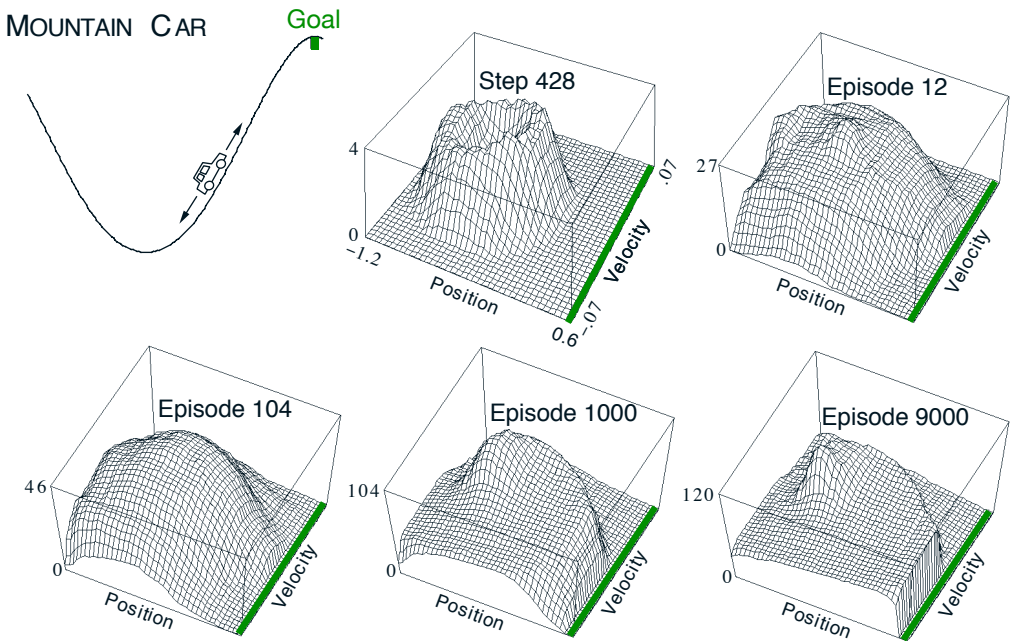 MOUNTAIN CAR
Goal
Step 428
4
0
−1.2
Position
0.6
−.07
Velocity
.07
Episode 12
27
0
Position
Velocity
Episode 104
46
0
Position
Velocity
Episode 1000
104
0
Position
Velocity
Episode 9000
120
0
Position
Velocity